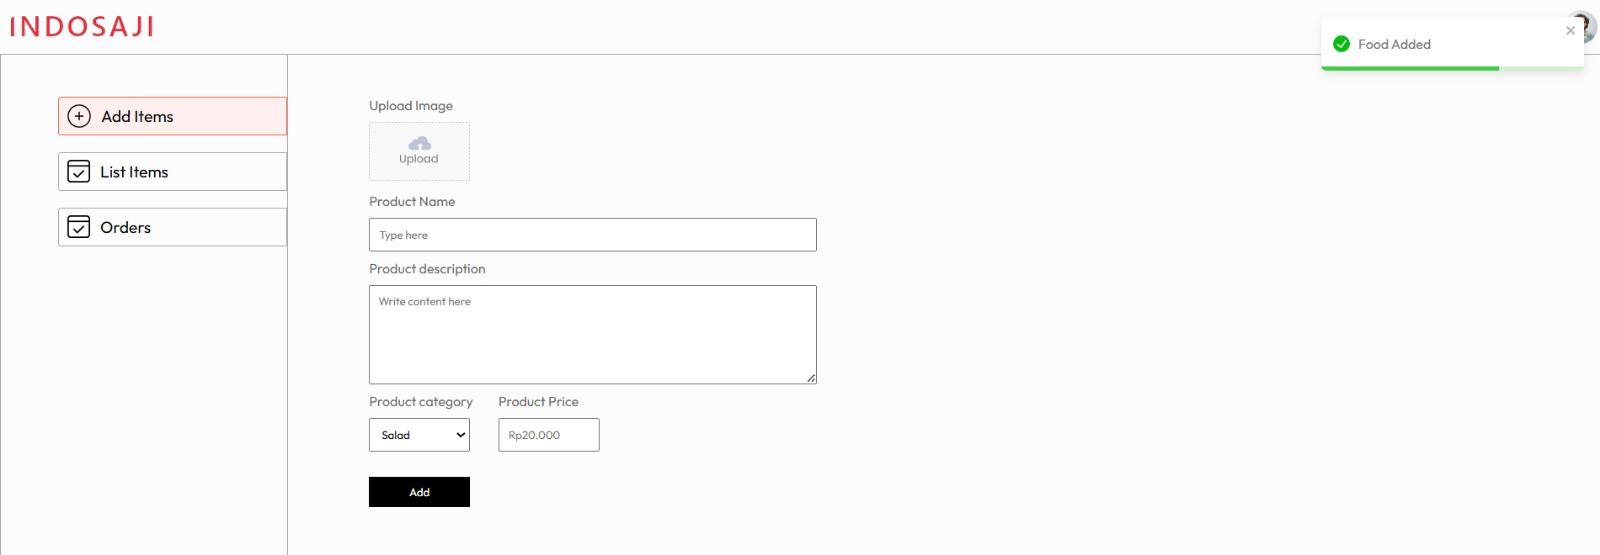 INDOSAJI
Food Added
Add Items
List Items
Orders
Upload Image
Upload
Product Name
Type here
Product description
Write content here
Product category
Product Price
Salad
Rp20.000
Add